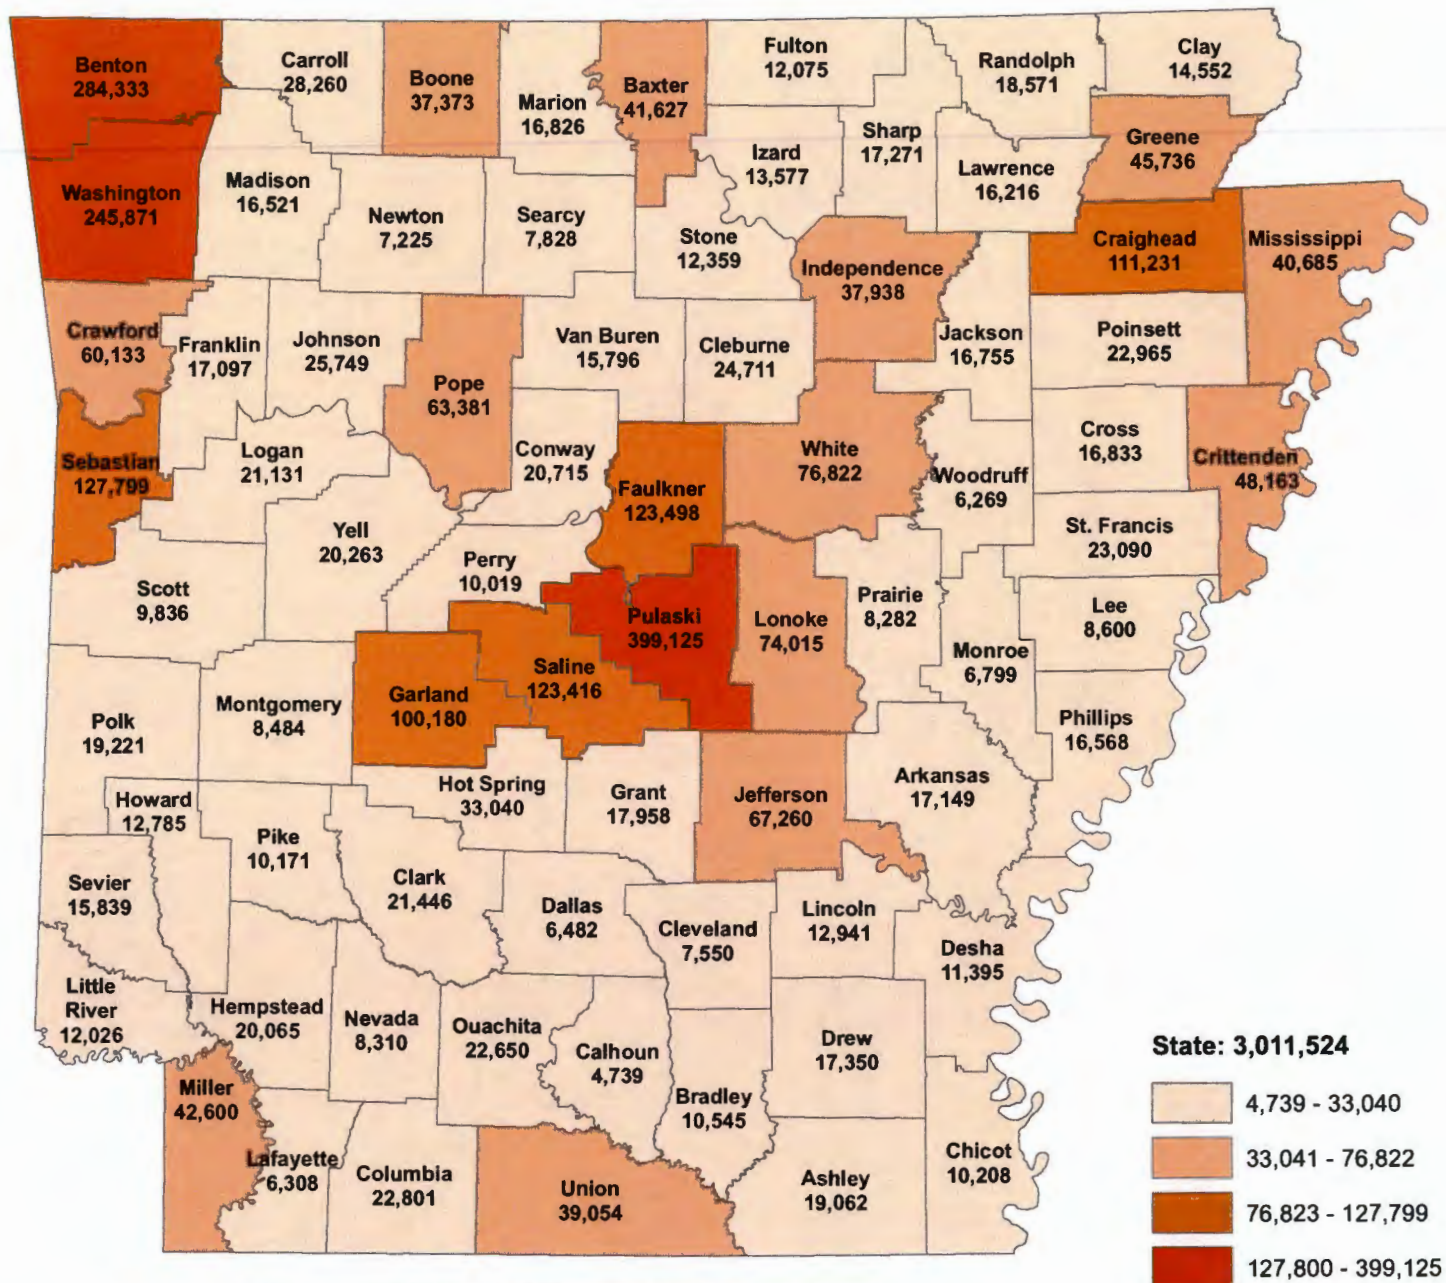 Benton
284,333
Carroll
28,260
Boone
37,373
Marion
16,826
Baxter
41,627
Fulton
12,075
Randolph
18,571
Clay
14,552
Sharp
17,271
Greene
45,736
Izard
13,577
Lawrence
16,216
Washington
245,871
Madison
16,521
Newton
7,225
Searcy
7,828
Stone
12,359
Independence
37,938
Craighead
111,231
Mississippi
40,685
Crawford
60,133
Franklin
17,097
Johnson
25,749
Pope
63,381
Van Buren
15,796
Cleburne
24,711
Jackson
16,755
Poinsett
22,965
Sebastian
127,799
Logan
21,131
Conway
20,715
Faulkner
123,498
White
76,822
Woodruff
6,269
Cross
16,833
Crittenden
48,163
Yell
20,263
Perry
10,019
St. Francis
23,090
Scott
9,836
Pulaski
399,125
Lonoke
74,015
Prairie
8,282
Lee
8,600
Monroe
6,799
Polk
19,221
Montgomery
8,484
Garland
100,180
Saline
123,416
Phillips
16,568
Howard
12,785
Hot Spring
33,040
Grant
17,958
Jefferson
67,260
Arkansas
17,149
Pike
10,171
Sevier
15,839
Clark
21,446
Dallas
6,482
Cleveland
7,550
Lincoln
12,941
Desha
11,395
Little
River
12,026
Hempstead
20,065
Nevada
8,310
Ouachita
22,650
Calhoun
4,739
Drew
17,350
Bradley
10,545
Miller
42,600
Lafayette
6,308
Columbia
22,801
Union
39,054
Ashley
19,062
Chicot
10,208
State: 3,011,524
4,739 - 33,040
33,041 - 76,822
76,823 - 127,799
127,800 - 399,125